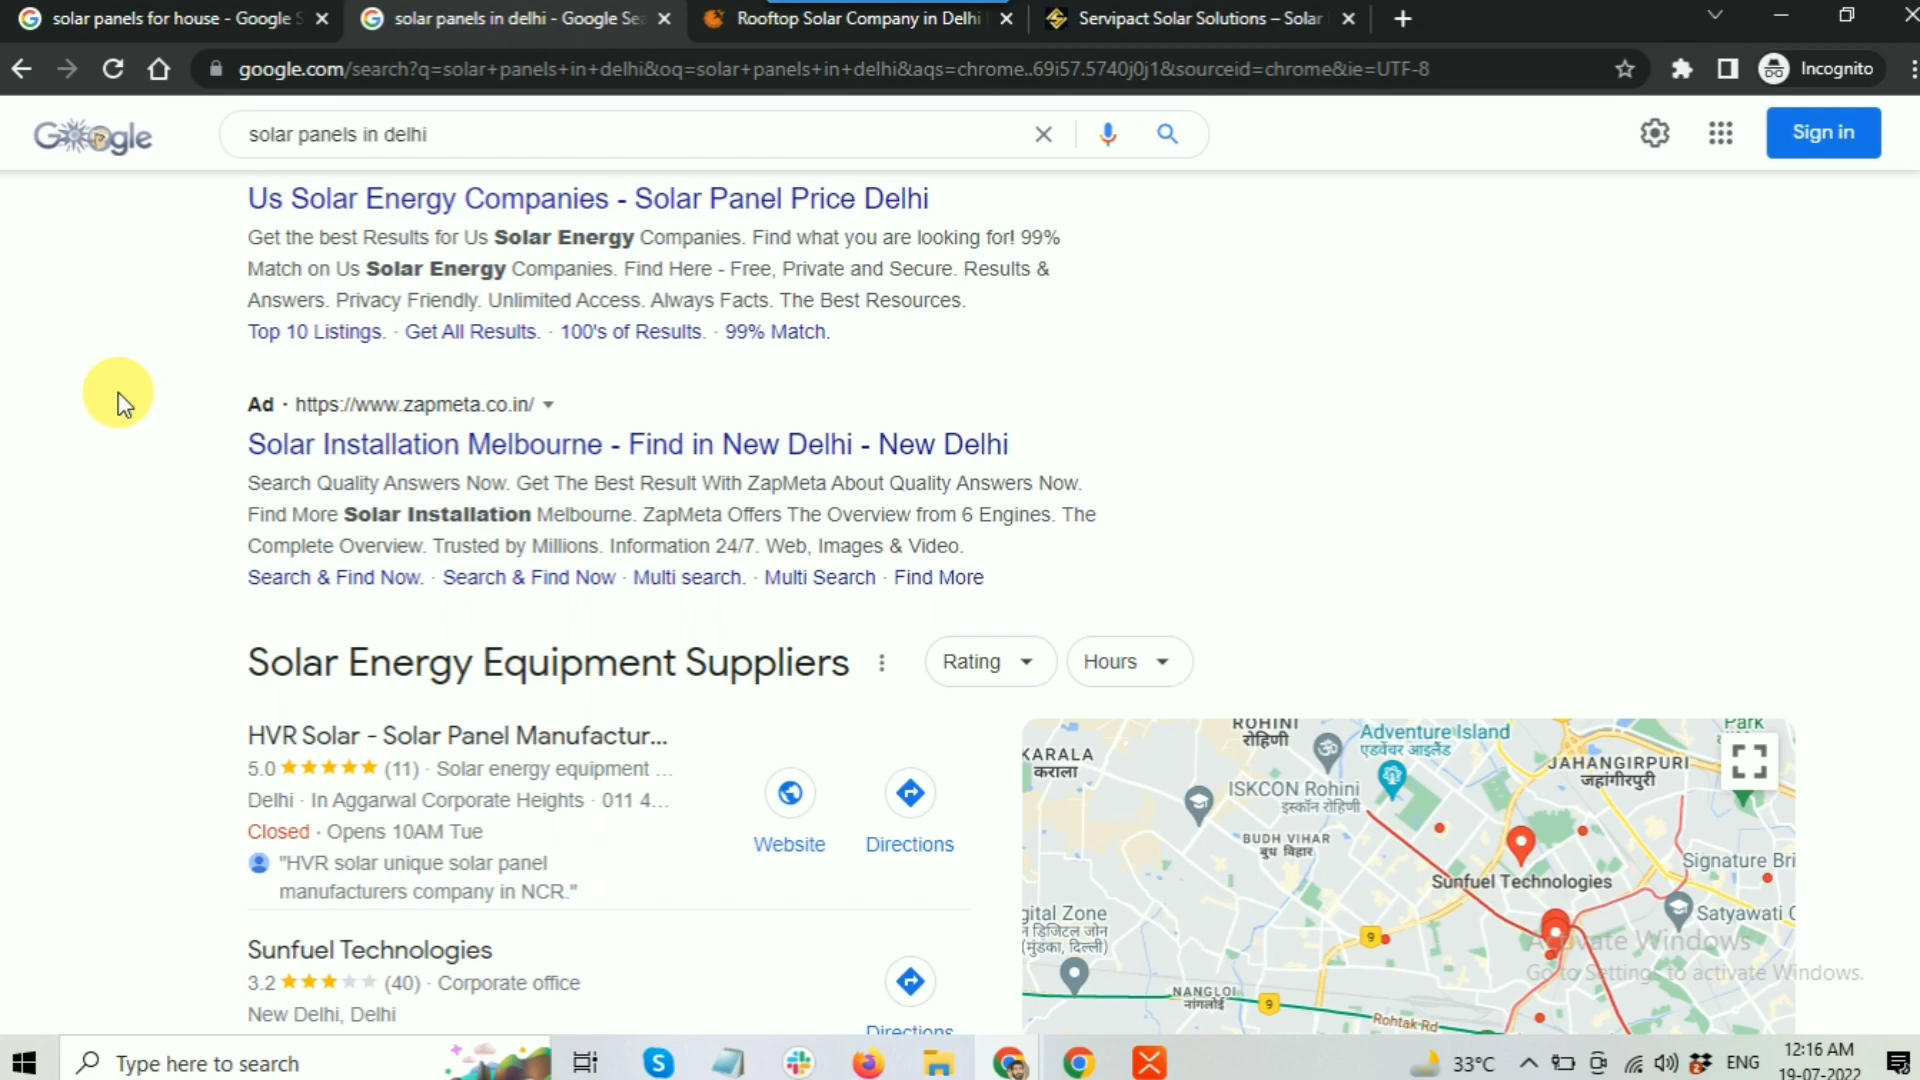 solar panels for house - Google S
solar panels in delhi - Google Sea
Rooftop Solar Company in Delhi
Servipact Solar Solutions – Solar
google.com/search?q=solar+panels+in+delhi&oq=solar+panels+in+delhi&aqs=chrome..69i57.5740j0j1&sourceid=chrome&ie=UTF-8
Incognito
Google
solar panels in delhi
Sign in
Us Solar Energy Companies - Solar Panel Price Delhi
Get the best Results for Us Solar Energy Companies. Find what you are looking for! 99%
Match on Us Solar Energy Companies. Find Here - Free, Private and Secure. Results &
Answers. Privacy Friendly. Unlimited Access. Always Facts. The Best Resources.
Top 10 Listings. · Get All Results. · 100's of Results. · 99% Match.
Ad · https://www.zapmeta.co.in/
Solar Installation Melbourne - Find in New Delhi - New Delhi
Search Quality Answers Now. Get The Best Result With ZapMeta About Quality Answers Now.
Find More Solar Installation Melbourne. ZapMeta Offers The Overview from 6 Engines. The
Complete Overview. Trusted by Millions. Information 24/7. Web, Images & Video.
Search & Find Now. · Search & Find Now · Multi search. · Multi Search · Find More
Solar Energy Equipment Suppliers
Rating
Hours
HVR Solar - Solar Panel Manufactur...
5.0 (11) · Solar energy equipment ...
Delhi · In Aggarwal Corporate Heights · 011 4...
Closed · Opens 10AM Tue
"HVR solar unique solar panel
manufacturers company in NCR."
Website
Directions
Sunfuel Technologies
3.2 (40) · Corporate office
New Delhi, Delhi
Directions
ROHINI
रोहिणी
Adventure Island
एडवेंचर आइलैंड
Park
KARALA
कराला
JAHANGIRPURI
जहांगीरपुरी
ISKCON Rohini
इस्कॉन रोहिणी
BUDH VIHAR
बुध विहार
Signature Bri
Sunfuel Technologies
gital Zone
न डिजिटल जोन
(मुंडका, दिल्ली)
9
Satyawati C
NANGLOI
नांगलोई
9
Rohtak Rd
Activate Windows
Go to Settings to activate Windows.
Type here to search
33°C
ENG
12:16 AM
19-07-2022